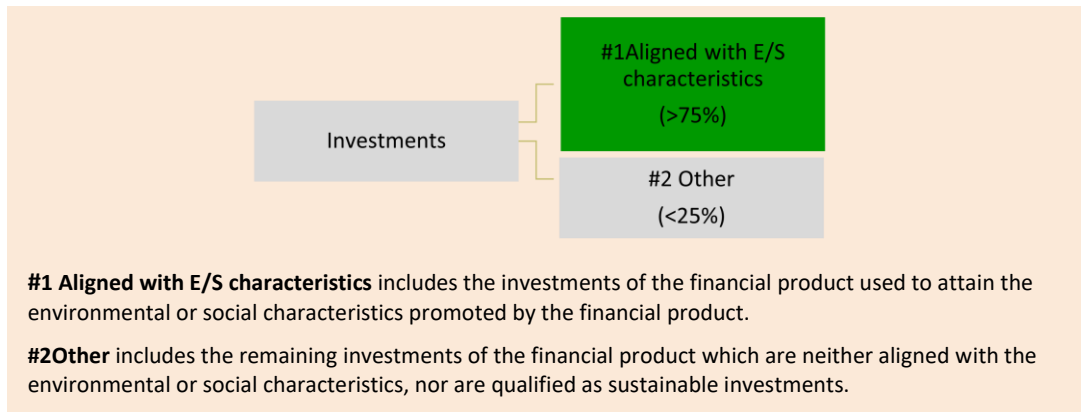 #1Aligned with E/S
characteristics
(>75%)
Investments
#2 Other
(<25%)
#1 Aligned with E/S characteristics includes the investments of the financial product used to attain the
environmental or social characteristics promoted by the financial product.
#2Other includes the remaining investments of the financial product which are neither aligned with the
environmental or social characteristics, nor are qualified as sustainable investments.